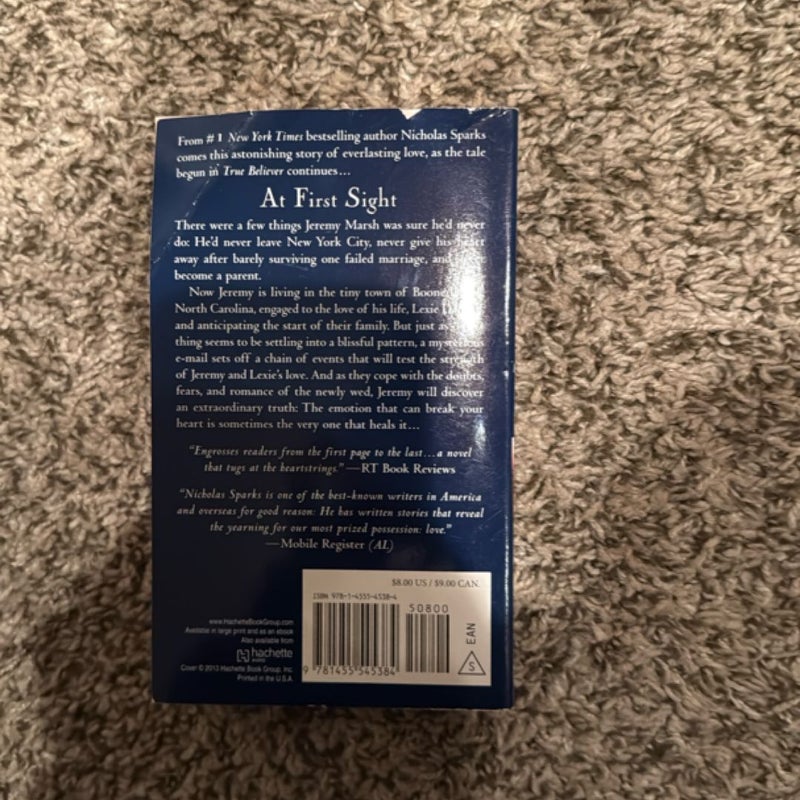 From #1 New York Times bestselling author Nicholas Sparks
comes this astonishing story of everlasting love, as the tale
begun in True Believer continues...
At First Sight
There were a few things Jeremy Marsh was sure he'd never
do: He'd never leave New York City, never give his heart
away after barely surviving one failed marriage, and
become a parent.
Now Jeremy is living in the tiny town of Boone
North Carolina, engaged to the love of his life, Lexie
and anticipating the start of their family. But just as
thing seems to be settling into a blissful pattern, a mysterious
e-mail sets off a chain of events that will test the strength
of Jeremy and Lexie's love. And as they cope with the doubts,
fears, and romance of the newly wed, Jeremy will discover
an extraordinary truth: The emotion that can break your
heart is sometimes the very one that heals it...
"Engrosses readers from the first page to the last...a novel
that tugs at the heartstrings." —RT Book Reviews
"Nicholas Sparks is one of the best-known writers in America
and overseas for good reason: He has written stories that reveal
the yearning for our most prized possession: love."
—Mobile Register (AL)
$8.00 US / $9.00 CAN.
ISBN 978-1-4555-4538-4
50800
9 781455 545384
EAN
S
www.HachetteBookGroup.com
Available in large print and as an ebook
Also available from
hachette
AUDIO
Cover © 2013 Hachette Book Group, Inc.
Printed in the U.S.A.